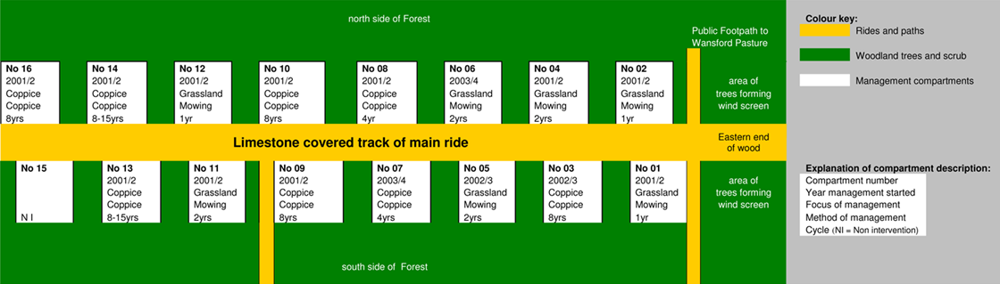 north side of Forest
Public Footpath to
Wansford Pasture
No 16
2001/2
Coppice
Coppice
8yrs
No 14
2001/2
Coppice
Coppice
8-15yrs
No 12
2001/2
Grassland
Mowing
1yr
No 10
2001/2
Coppice
Coppice
8yrs
No 08
2001/2
Coppice
Coppice
4yr
No 06
2003/4
Grassland
Mowing
2yrs
No 04
2001/2
Grassland
Mowing
2yrs
No 02
2001/2
Grassland
Mowing
1yr
area of
trees forming
wind screen
Limestone covered track of main ride
Eastern end
of wood
No 15
N I
No 13
2001/2
Coppice
Coppice
8-15yrs
No 11
2001/2
Grassland
Mowing
2yrs
No 09
2001/2
Coppice
Coppice
8yrs
No 07
2003/4
Coppice
Coppice
4yrs
No 05
2002/3
Grassland
Mowing
2yrs
No 03
2002/3
Coppice
Coppice
8yrs
No 01
2001/2
Grassland
Mowing
1yr
area of
trees forming
wind screen
south side of Forest
Colour key:
Rides and paths
Woodland trees and scrub
Management compartments
Explanation of compartment description:
Compartment number
Year management started
Focus of management
Method of management
Cycle (NI = Non intervention)